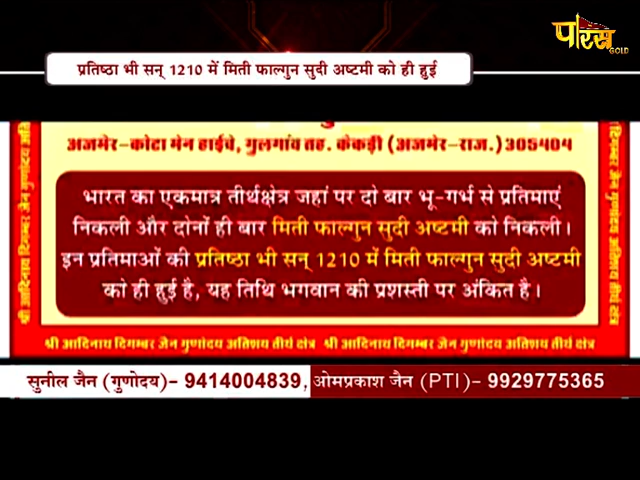 पारस
GOLD
प्रतिष्ठा भी सन् 1210 में मिती फाल्गुन सुदी अष्टमी को ही हुई
अजमेर-कोटा मेन हाईवे, गुलगांव तह. केकड़ी (अजमेर-राज.) 305404
भारत का एकमात्र तीर्थक्षेत्र जहां पर दो बार भू-गर्भ से प्रतिमाएं
निकली और दोनों ही बार मिती फाल्गुन सुदी अष्टमी को निकली।
इन प्रतिमाओं की प्रतिष्ठा भी सन् 1210 में मिती फाल्गुन सुदी अष्टमी
को ही हुई है, यह तिथि भगवान की प्रशस्ती पर अंकित है।
श्री आदिनाथ दिगम्बर जैन गुणोदय अतिशय तीर्थ क्षेत्र श्री आदिनाथ दिगम्बर जैन गुणोदय अतिशय तीर्थ क्षेत्र
सुनील जैन (गुणोदय)- 9414004839, ओमप्रकाश जैन (PTI)- 9929775365